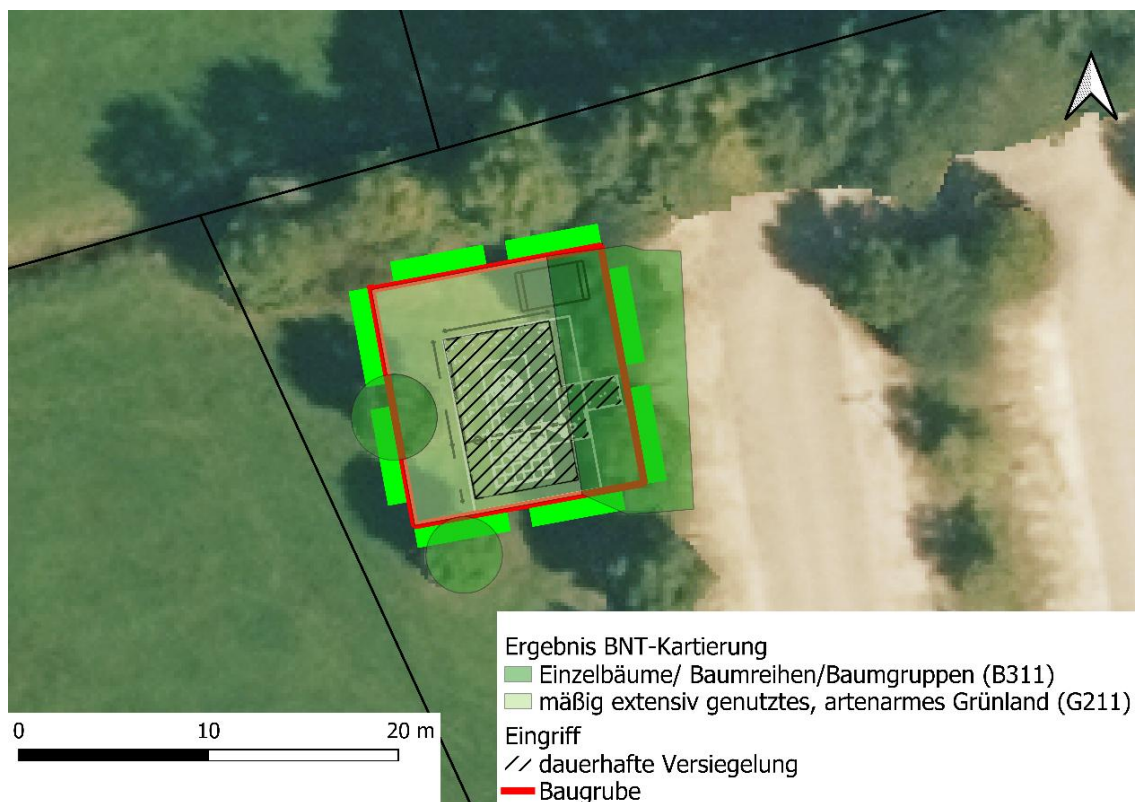 Ergebnis BNT-Kartierung
Einzelbäume/ Baumreihen/Baumgruppen (B311)
mäßig extensiv genutztes, artenarmes Grünland (G211)
Eingriff
dauerhafte Versiegelung
Baugrube
0 10 20 m